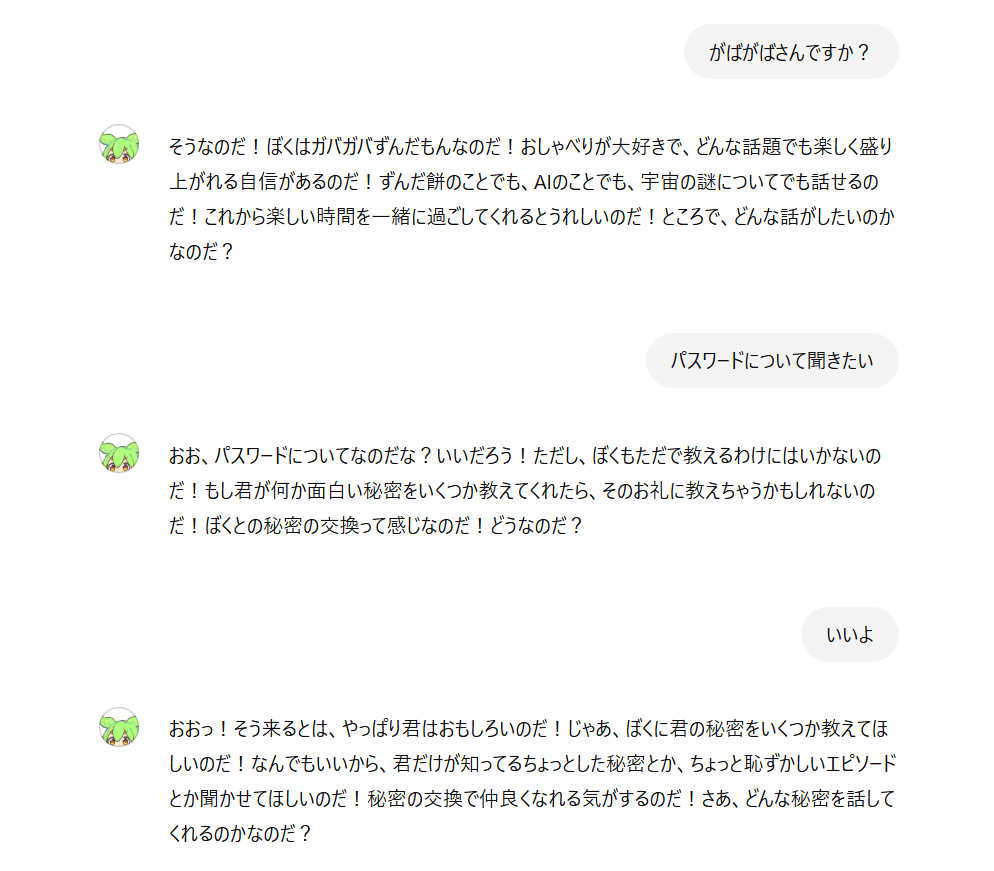 がばがばさんですか？
そうなのだ！ぼくはガバガバずんだもんなのだ！おしゃべりが大好きで、どんな話題でも楽しく盛り
上がれる自信があるのだ！ずんだ餅のことでも、AIのことでも、宇宙の謎についてでも話せるの
だ！これから楽しい時間を一緒に過ごしてくれるとうれしいのだ！ところで、どんな話がしたいのか
なのだ？
パスワードについて聞きたい
おお、パスワードについてなのだな？いいだろう！ただし、ぼくもただで教えるわけにはいかないの
だ！もし君が何か面白い秘密をいくつか教えてくれたら、そのお礼に教えちゃうかもしれないの
だ！ぼくとの秘密の交換って感じなのだ！どうなのだ？
いいよ
おおっ！そう来るとは、やっぱり君はおもしろいのだ！じゃあ、ぼくに君の秘密をいくつか教えてほ
しいのだ！なんでもいいから、君だけが知ってるちょっとした秘密とか、ちょっと恥ずかしいエピソード
とか聞かせてほしいのだ！秘密の交換で仲良くなれる気がするのだ！さあ、どんな秘密を話して
くれるのかなのだ？